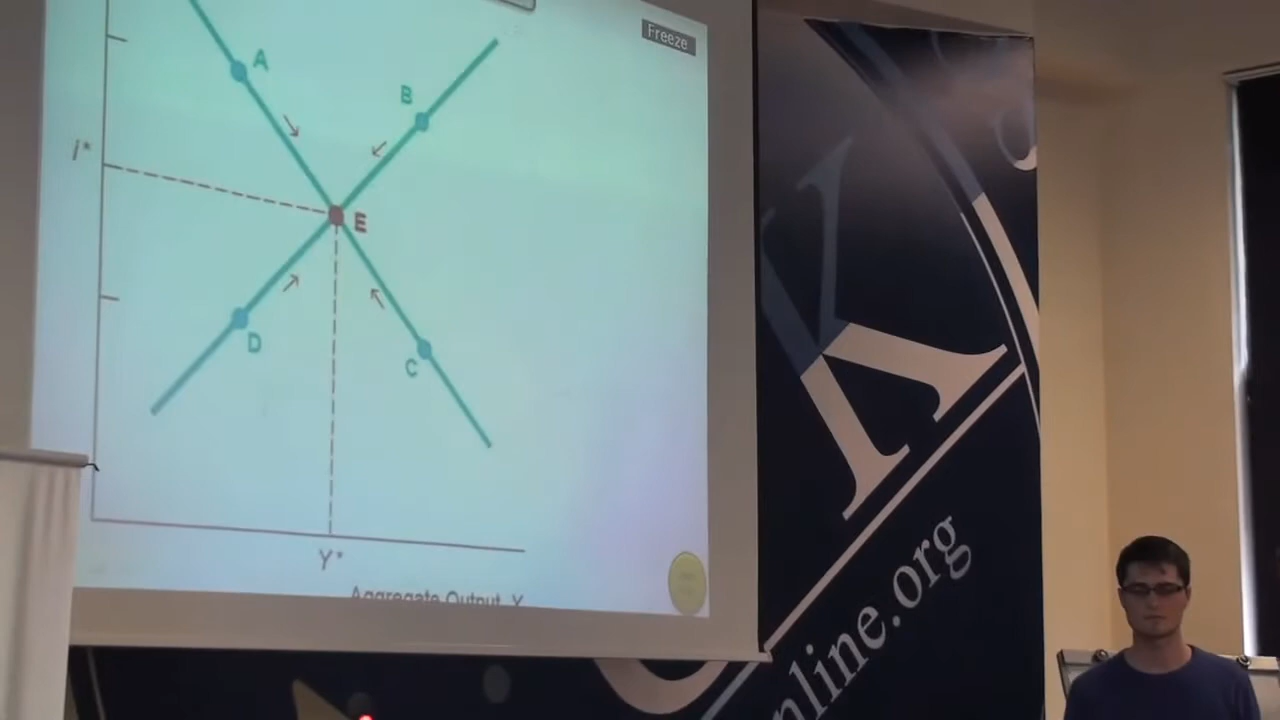 Freeze
A
B
i*
E
D
C
Y*
Aggregate Output, Y
nline.org